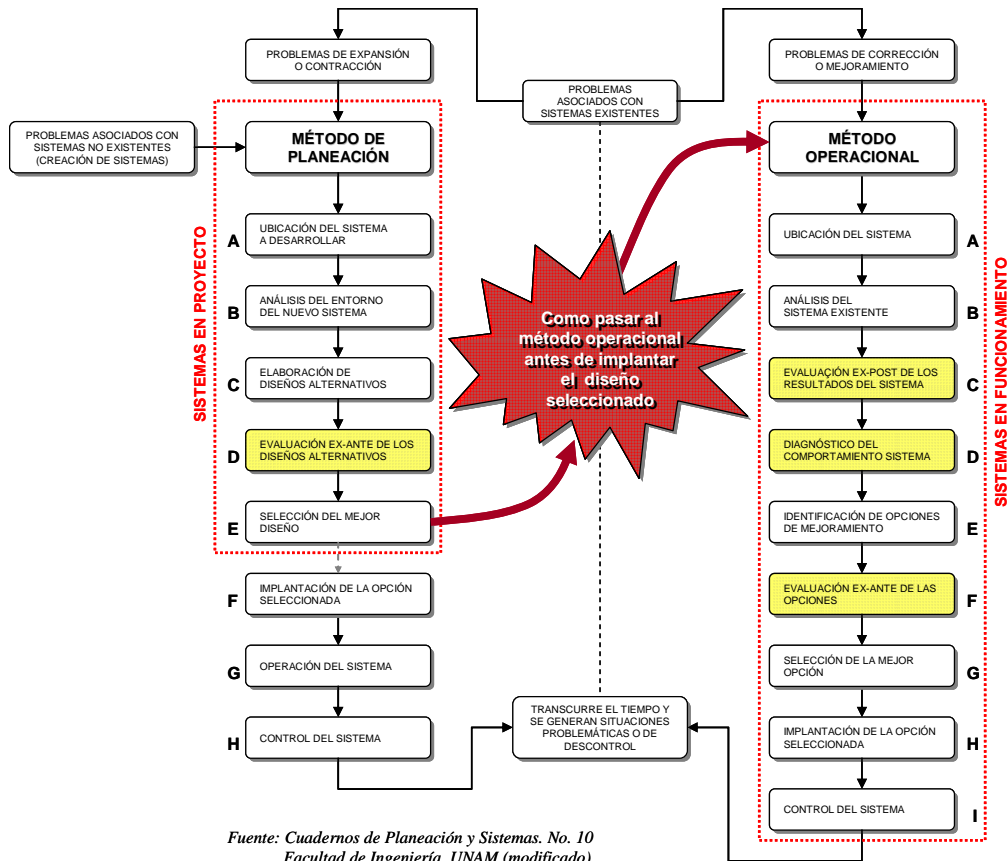 PROBLEMAS DE EXPANSIÓN
O CONTRACCIÓN
PROBLEMAS DE CORRECCIÓN
O MEJORAMIENTO
PROBLEMAS
ASOCIADOS CON
SISTEMAS EXISTENTES
PROBLEMAS ASOCIADOS CON
SISTEMAS NO EXISTENTES
(CREACIÓN DE SISTEMAS)
SISTEMAS EN PROYECTO
MÉTODO DE
PLANEACIÓN
A
UBICACIÓN DEL SISTEMA
A DESARROLLAR
B
ANÁLISIS DEL ENTORNO
DEL NUEVO SISTEMA
C
ELABORACIÓN DE
DISEÑOS ALTERNATIVOS
D
EVALUACIÓN EX-ANTE DE LOS
DISEÑOS ALTERNATIVOS
E
SELECCIÓN DEL MEJOR
DISEÑO
F
IMPLANTACIÓN DE LA OPCIÓN
SELECCIONADA
G
OPERACIÓN DEL SISTEMA
H
CONTROL DEL SISTEMA
Como pasar al
método operacional
antes de implantar
el diseño
seleccionado
TRANSCURRE EL TIEMPO Y
SE GENERAN SITUACIONES
PROBLEMÁTICAS O DE
DESCONTROL
MÉTODO
OPERACIONAL
UBICACIÓN DEL SISTEMA
A
ANÁLISIS DEL
SISTEMA EXISTENTE
B
EVALUACIÓN EX-POST DE LOS
RESULTADOS DEL SISTEMA
C
DIAGNÓSTICO DEL
COMPORTAMIENTO SISTEMA
D
IDENTIFICACIÓN DE OPCIONES
DE MEJORAMIENTO
E
EVALUACIÓN EX-ANTE DE LAS
OPCIONES
F
SELECCIÓN DE LA MEJOR
OPCIÓN
G
IMPLANTACIÓN DE LA OPCIÓN
SELECCIONADA
H
CONTROL DEL SISTEMA
I
SISTEMAS EN FUNCIONAMIENTO
Fuente: Cuadernos de Planeación y Sistemas. No. 10
Facultad de Ingeniería, UNAM (modificado)